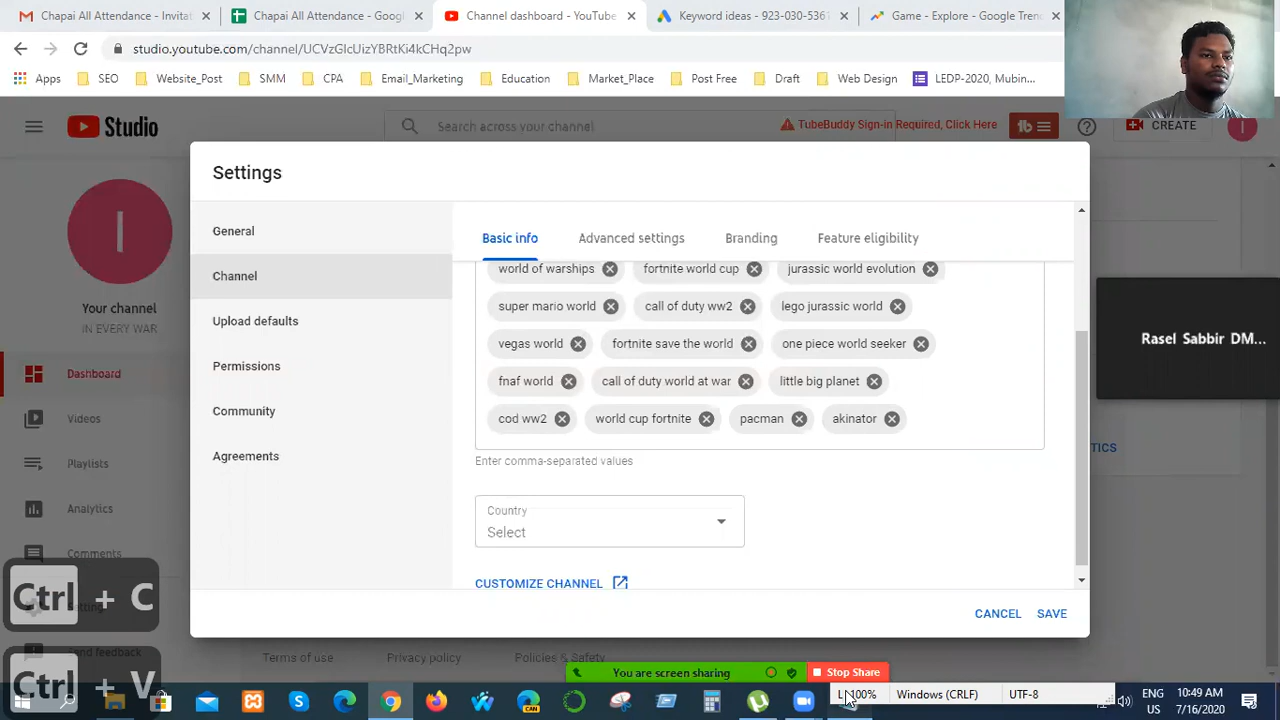 Chapai All Attendance - Invit
Chapai All Attendance - Goog
Channel dashboard - YouTube
Keyword ideas - 923-030-5361
Game - Explore - Google Tren
studio.youtube.com/channel/UCVzGIcUizYBRtKi4kCHq2pw
Apps SEO Website_Post SMM CPA Email_Marketing Education Market_Place Post Free Draft Web Design LEDP-2020, Mubin...
Studio
Search across your channel
TubeBuddy Sign-in Required, Click Here
tb
CREATE
I
Settings
General
Channel
Upload defaults
Permissions
Community
Agreements
Basic info Advanced settings Branding Feature eligibility
world of warships fortnite world cup jurassic world evolution
super mario world call of duty ww2 lego jurassic world
vegas world fortnite save the world one piece world seeker
fnaf world call of duty world at war little big planet
cod ww2 world cup fortnite pacman akinator
Enter comma-separated values
Country
Select
CUSTOMIZE CHANNEL
CANCEL SAVE
I
Your channel
IN EVERY WAR
Dashboard
Videos
Playlists
Analytics
Comments
Send feedback
TICS
Rasel Sabbir DM...
Ctrl + C
Ctrl + V
Terms of use Privacy policy Policies & Safety
You are screen sharing
Stop Share
100% Windows (CRLF) UTF-8
ENG
US
10:49 AM
7/16/2020